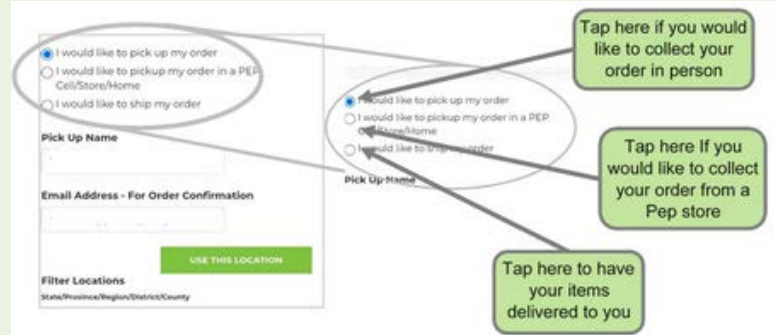 I would like to pick up my order
I would like to pickup my order in a PEP
Cell/Store/Home
I would like to ship my order
Pick Up Name
Email Address - For Order Confirmation
USE THIS LOCATION
Filter Locations
State/Province/Region/District/County
I would like to pick up my order
I would like to pickup my order in a PEP
Cell/Store/Home
I would like to ship my order
Pick Up Name
Tap here if you would
like to collect your
order in person
Tap here If you
would like to collect
your order from a
Pep store
Tap here to have
your items
delivered to you